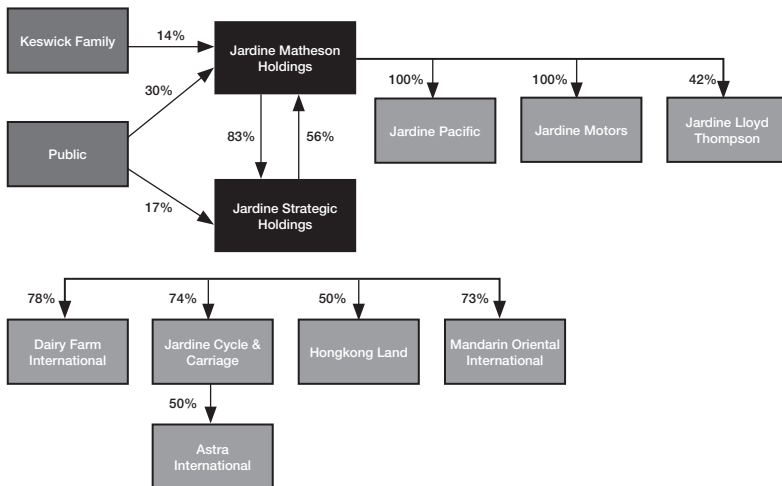 Keswick Family
14%
Jardine Matheson
Holdings
30%
100%
100%
42%
Jardine Pacific
Jardine Motors
Jardine Lloyd
Thompson
Public
83%
56%
17%
Jardine Strategic
Holdings
78%
74%
50%
73%
Dairy Farm
International
Jardine Cycle &
Carriage
Hongkong Land
Mandarin Oriental
International
50%
Astra
International